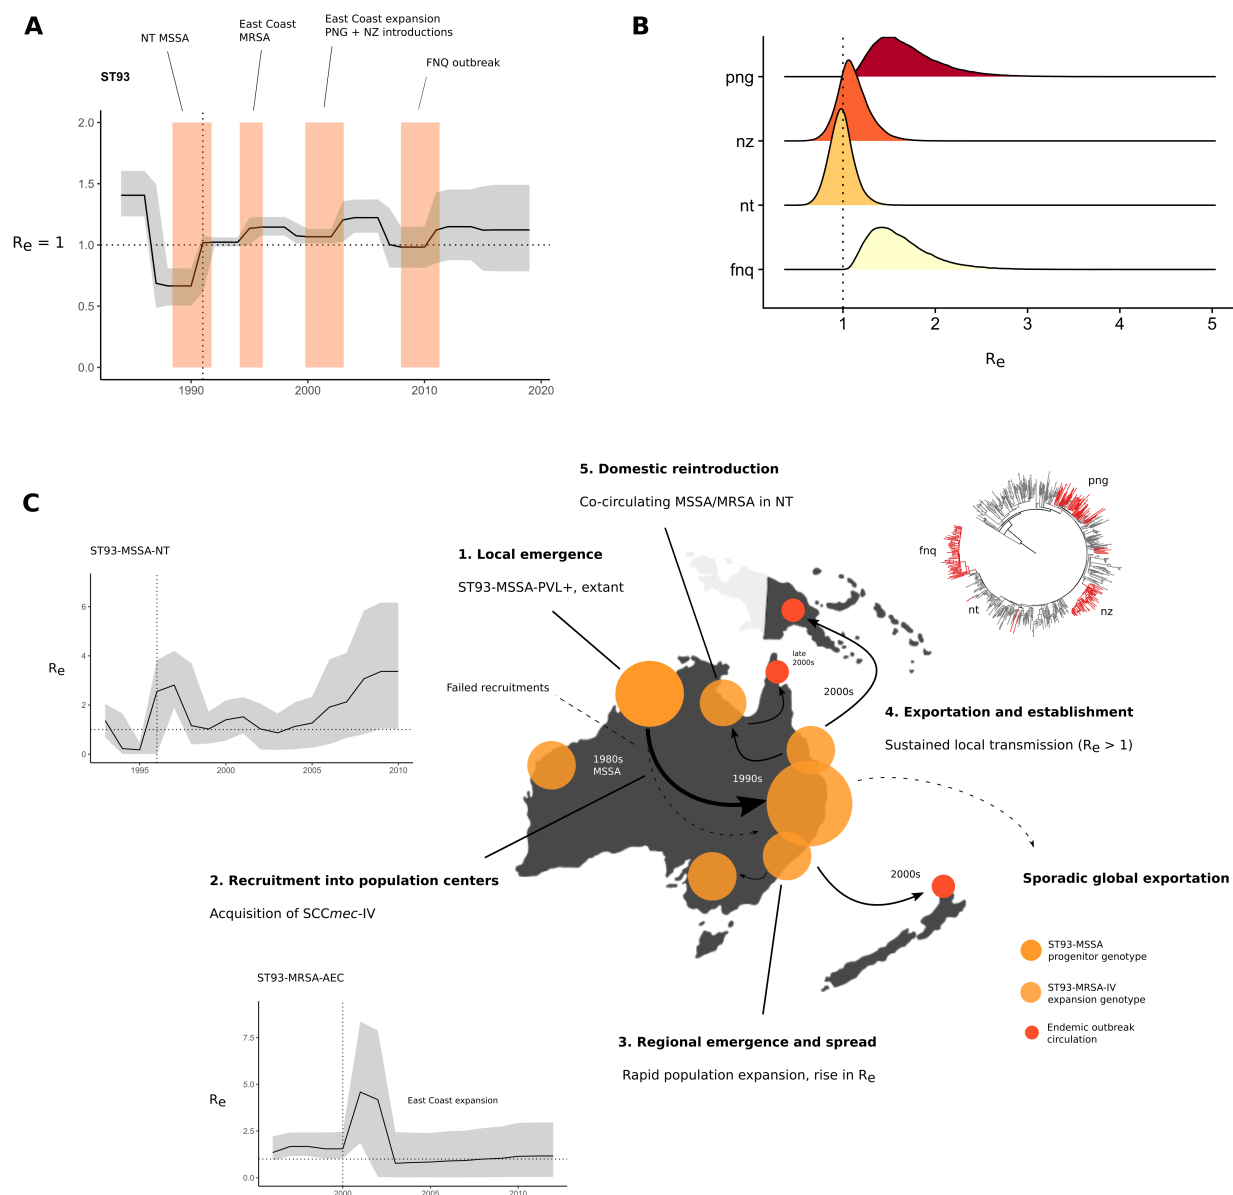 A
NT MSSA
East Coast
MRSA
East Coast expansion
PNG + NZ introductions
FNQ outbreak
ST93
2.0
1.5
Re = 1
1.0
0.5
0.0
1990
2000
2010
2020
B
png
nz
nt
fnq
1
2
3
4
5
Re
C
ST93-MSSA-NT
6
4
2
0
Re
1995
2000
2005
2010
5. Domestic reintroduction
Co-circulating MSSA/MRSA in NT
1. Local emergence
ST93-MSSA-PVL+, extant
Failed recruitments
1980s
MSSA
1990s
late
2000s
2000s
png
fnq
nt
nz
4. Exportation and establishment
Sustained local transmission (Re > 1)
2. Recruitment into population centers
Acquisition of SCCmec-IV
2000s
Sporadic global exportation
ST93-MSSA
progenitor genotype
ST93-MRSA-IV
expansion genotype
Endemic outbreak
circulation
3. Regional emergence and spread
Rapid population expansion, rise in Re
ST93-MRSA-AEC
7.5
5.0
2.5
0.0
Re
East Coast expansion
2000
2005
2010